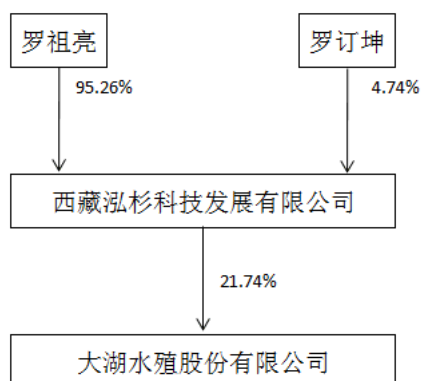 罗祖亮
罗订坤
95.26%
4.74%
西藏泓杉科技发展有限公司
21.74%
大湖水殖股份有限公司